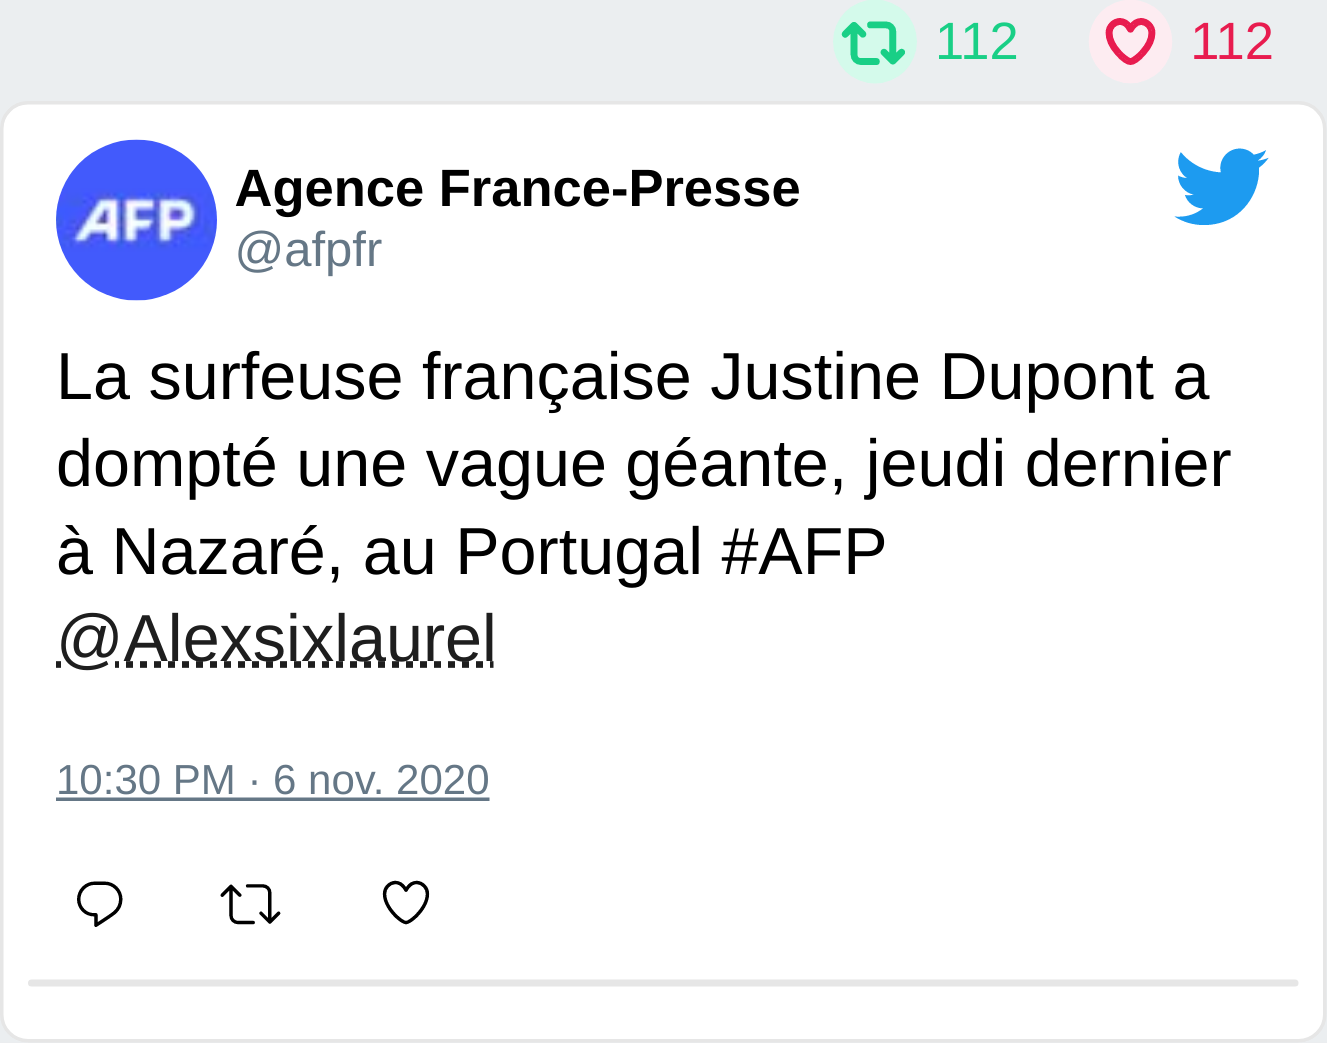 112 112
AFP
Agence France-Presse
@afpfr
La surfeuse française Justine Dupont a
dompté une vague géante, jeudi dernier
à Nazaré, au Portugal #AFP
@Alexsixlaurel
10:30 PM · 6 nov. 2020